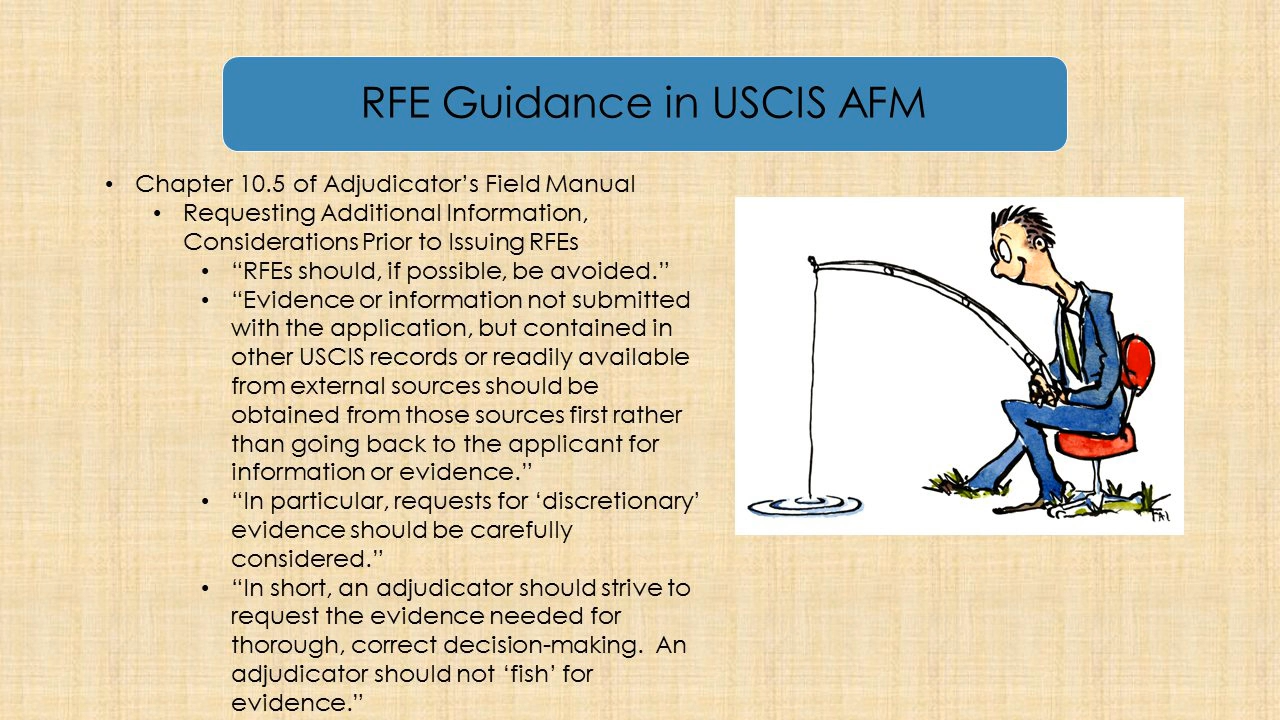 RFE Guidance in USCIS AFM
• Chapter 10.5 of Adjudicator’s Field Manual
• Requesting Additional Information,
Considerations Prior to Issuing RFEs
• “RFEs should, if possible, be avoided.”
• “Evidence or information not submitted
with the application, but contained in
other USCIS records or readily available
from external sources should be
obtained from those sources first rather
than going back to the applicant for
information or evidence.”
• “In particular, requests for ‘discretionary’
evidence should be carefully
considered.”
• “In short, an adjudicator should strive to
request the evidence needed for
thorough, correct decision-making.  An
adjudicator should not ‘fish’ for
evidence.”